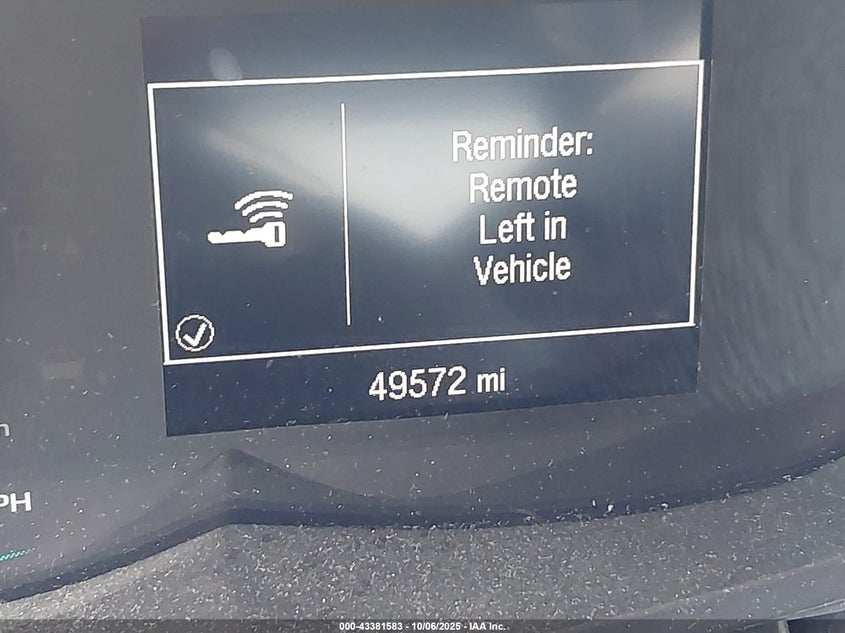 Reminder:
Remote
Left in
Vehicle
49572 mi
PH
000-43381583 - 10/06/2025 - IAA Inc.